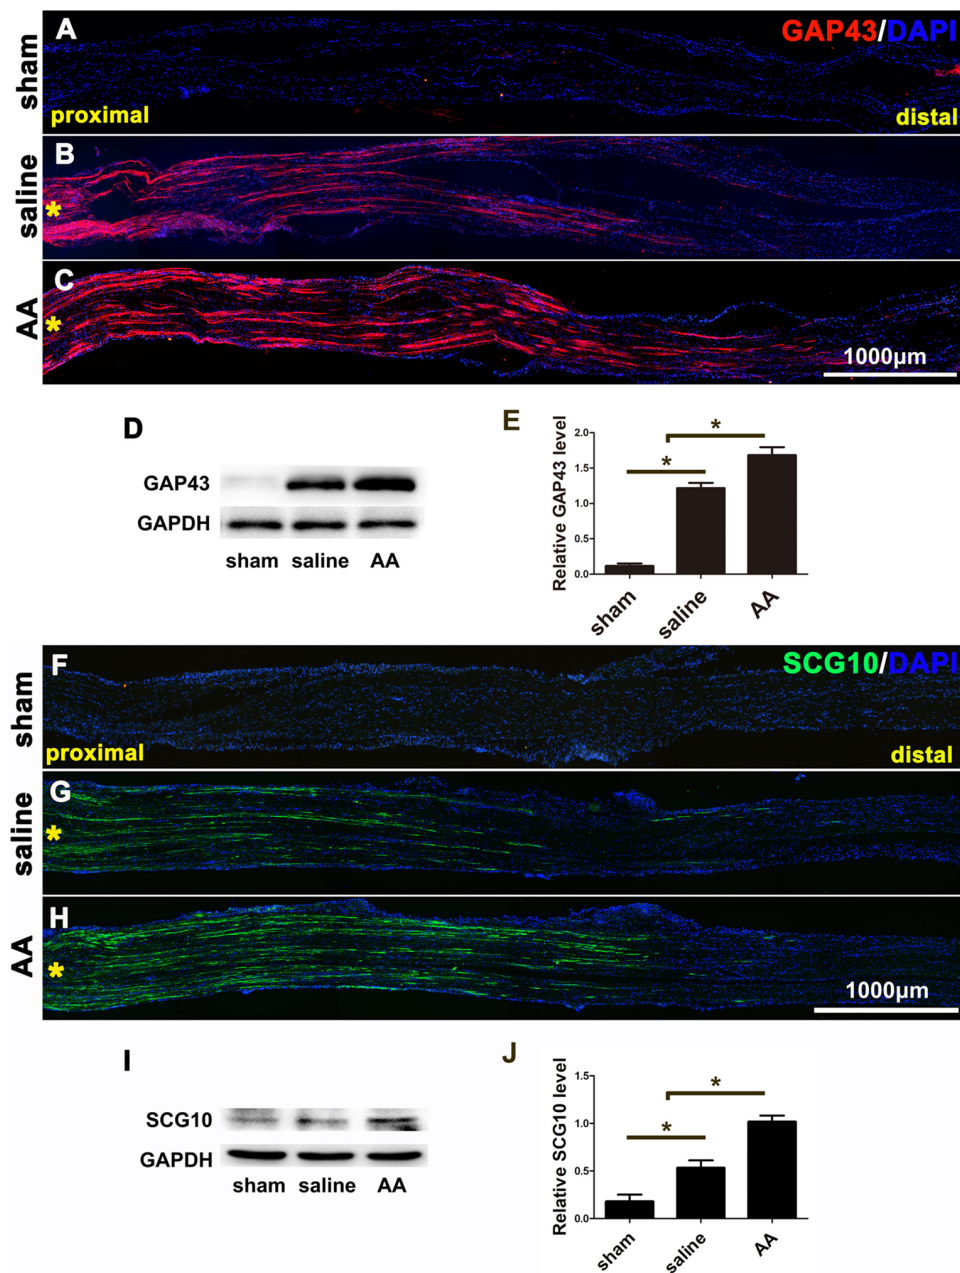 A
GAP43/DAPI
sham
proximal
distal
B
saline
*
C
AA
*
1000μm
D
GAP43
GAPDH
sham saline AA
E
Relative GAP43 level
2.0
1.5
1.0
0.5
0.0
*
*
sham
saline
AA
F
SCG10/DAPI
sham
proximal
distal
G
saline
*
H
AA
*
1000μm
I
SCG10
GAPDH
sham saline AA
J
Relative SCG10 level
1.5
1.0
0.5
0.0
*
*
sham
saline
AA